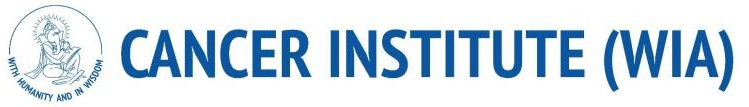 CANCER INSTITUTE (WIA)
WITH HUMANITY AND IN WISDOM